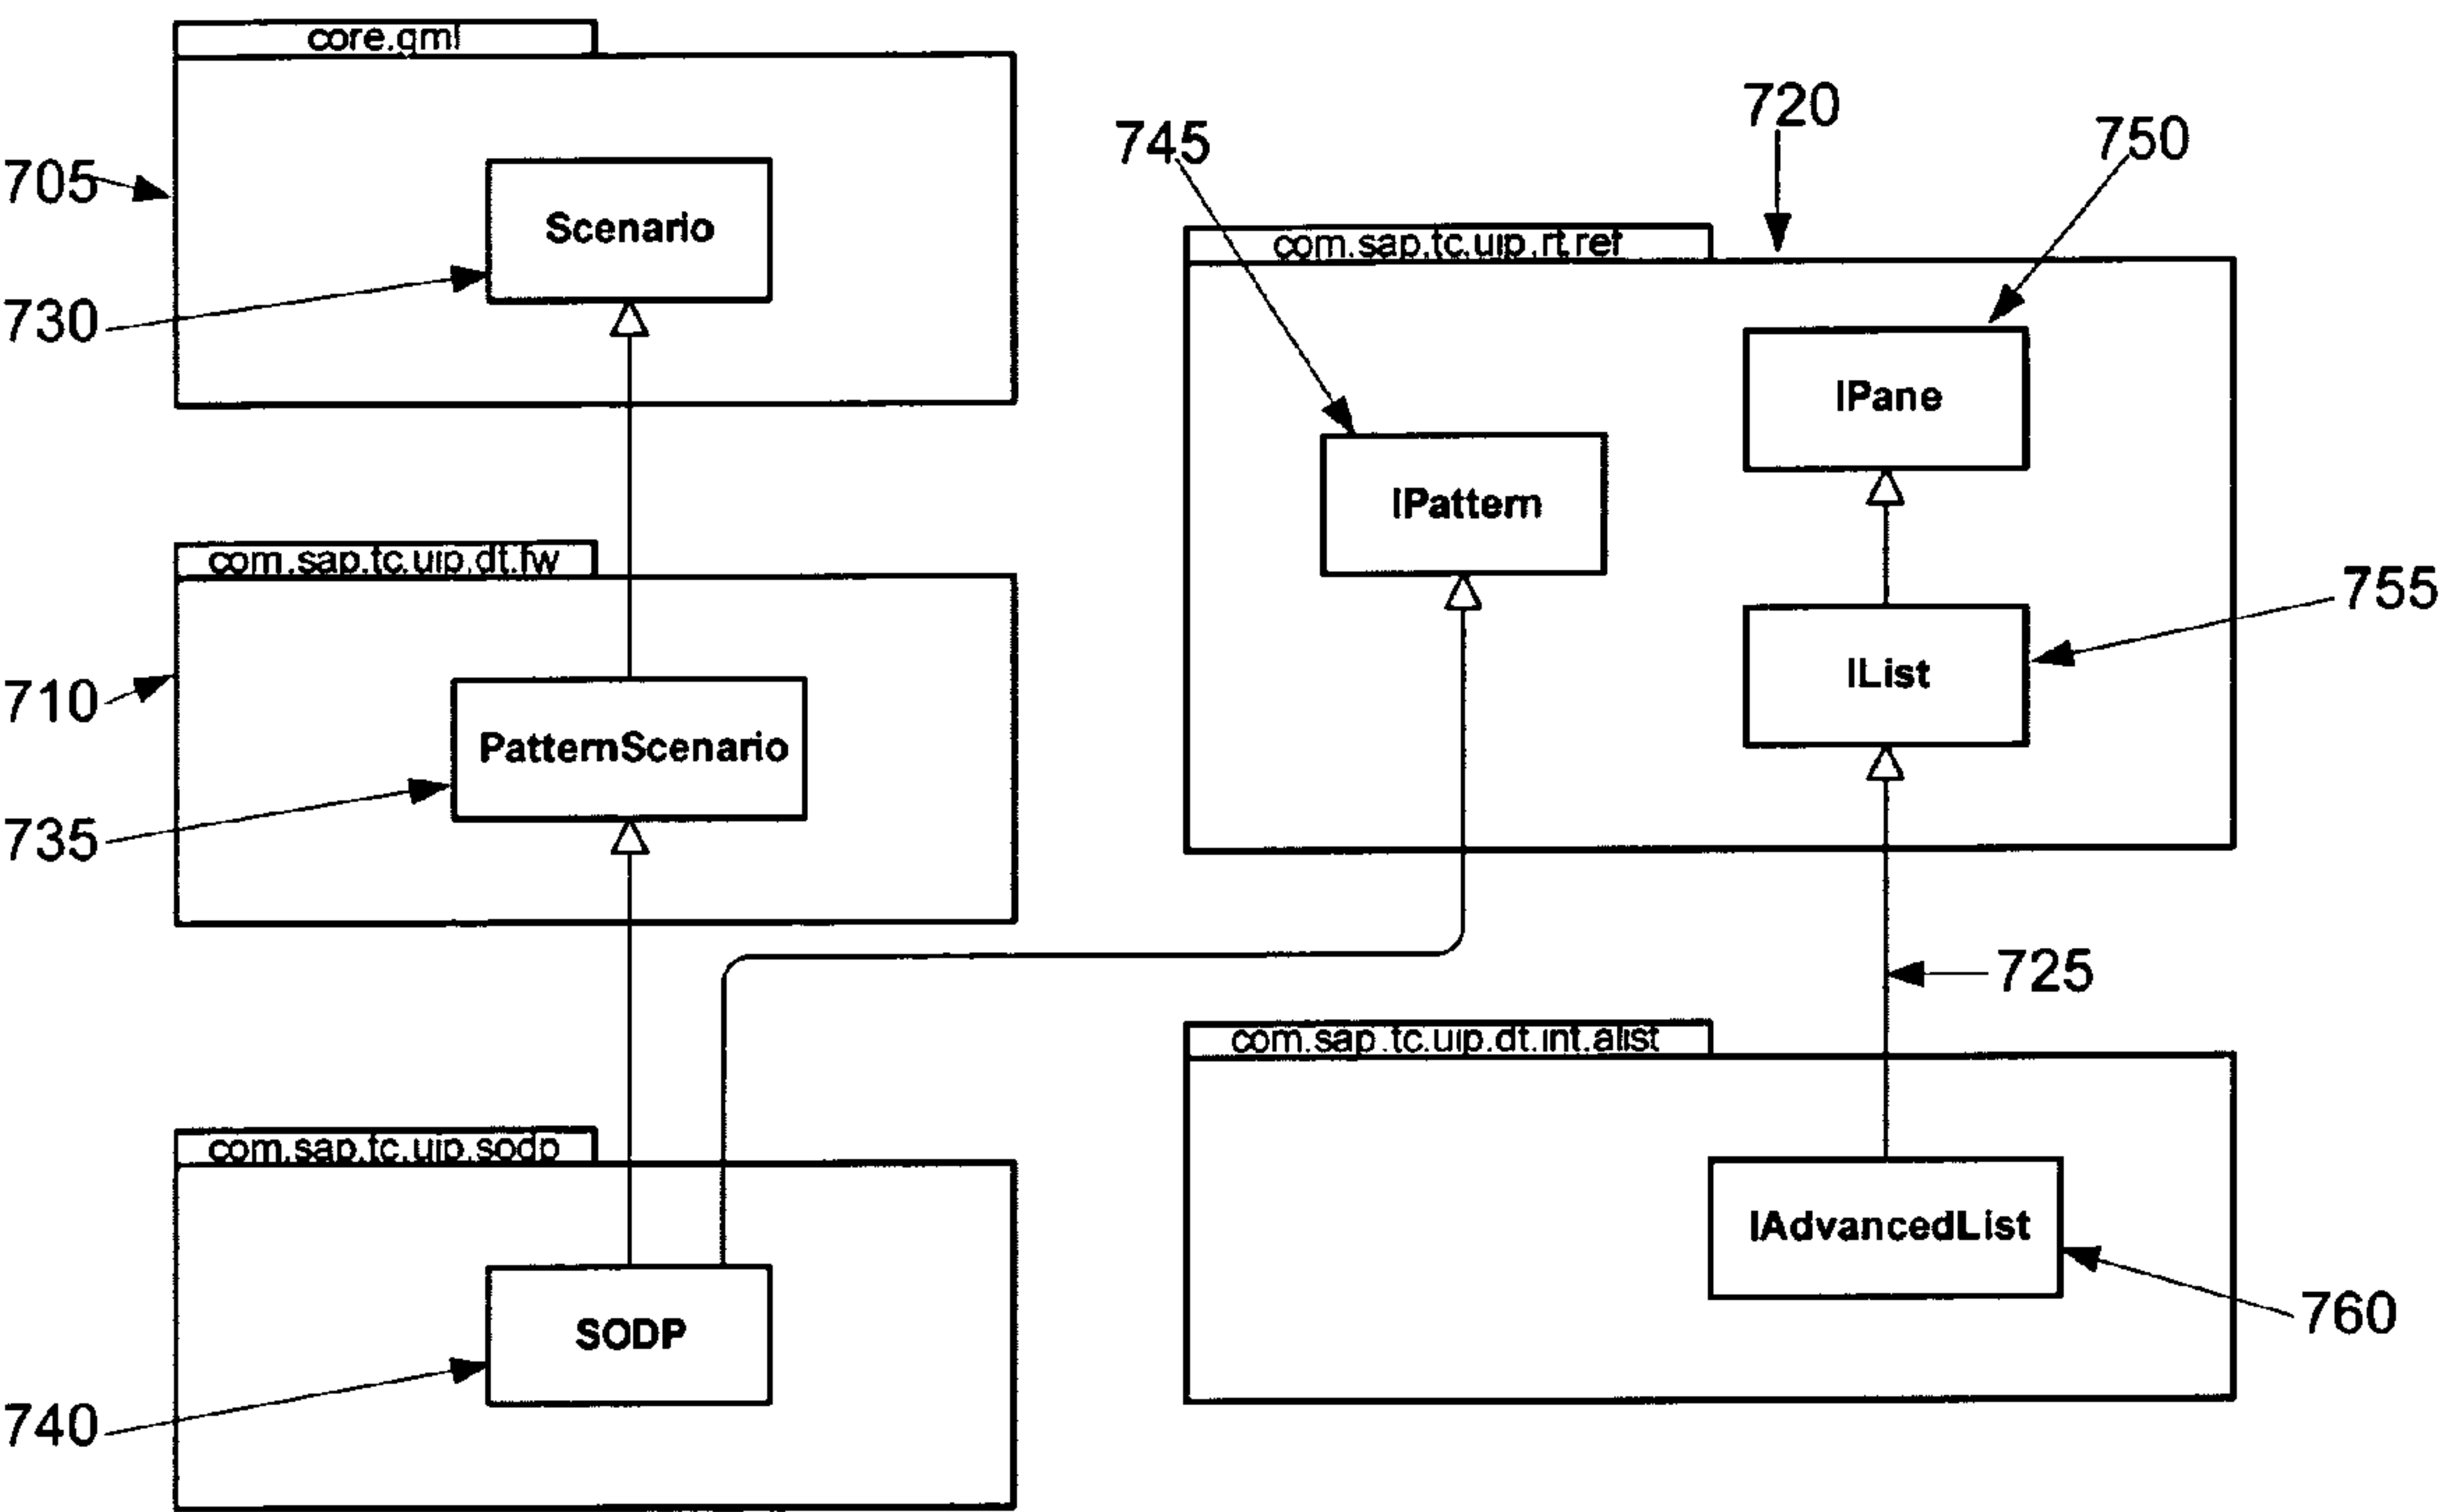 core.gml
705
Scenario
730
com.sap.tc.uip.dt.fw
710
PatternScenario
735
com.sap.tc.uip.sodp
SODP
740
720
745
750
com.sap.tc.uip.rt.ref
IPane
IPattern
755
IList
725
com.sap.tc.uip.dt.int.alist
IAdvancedList
760